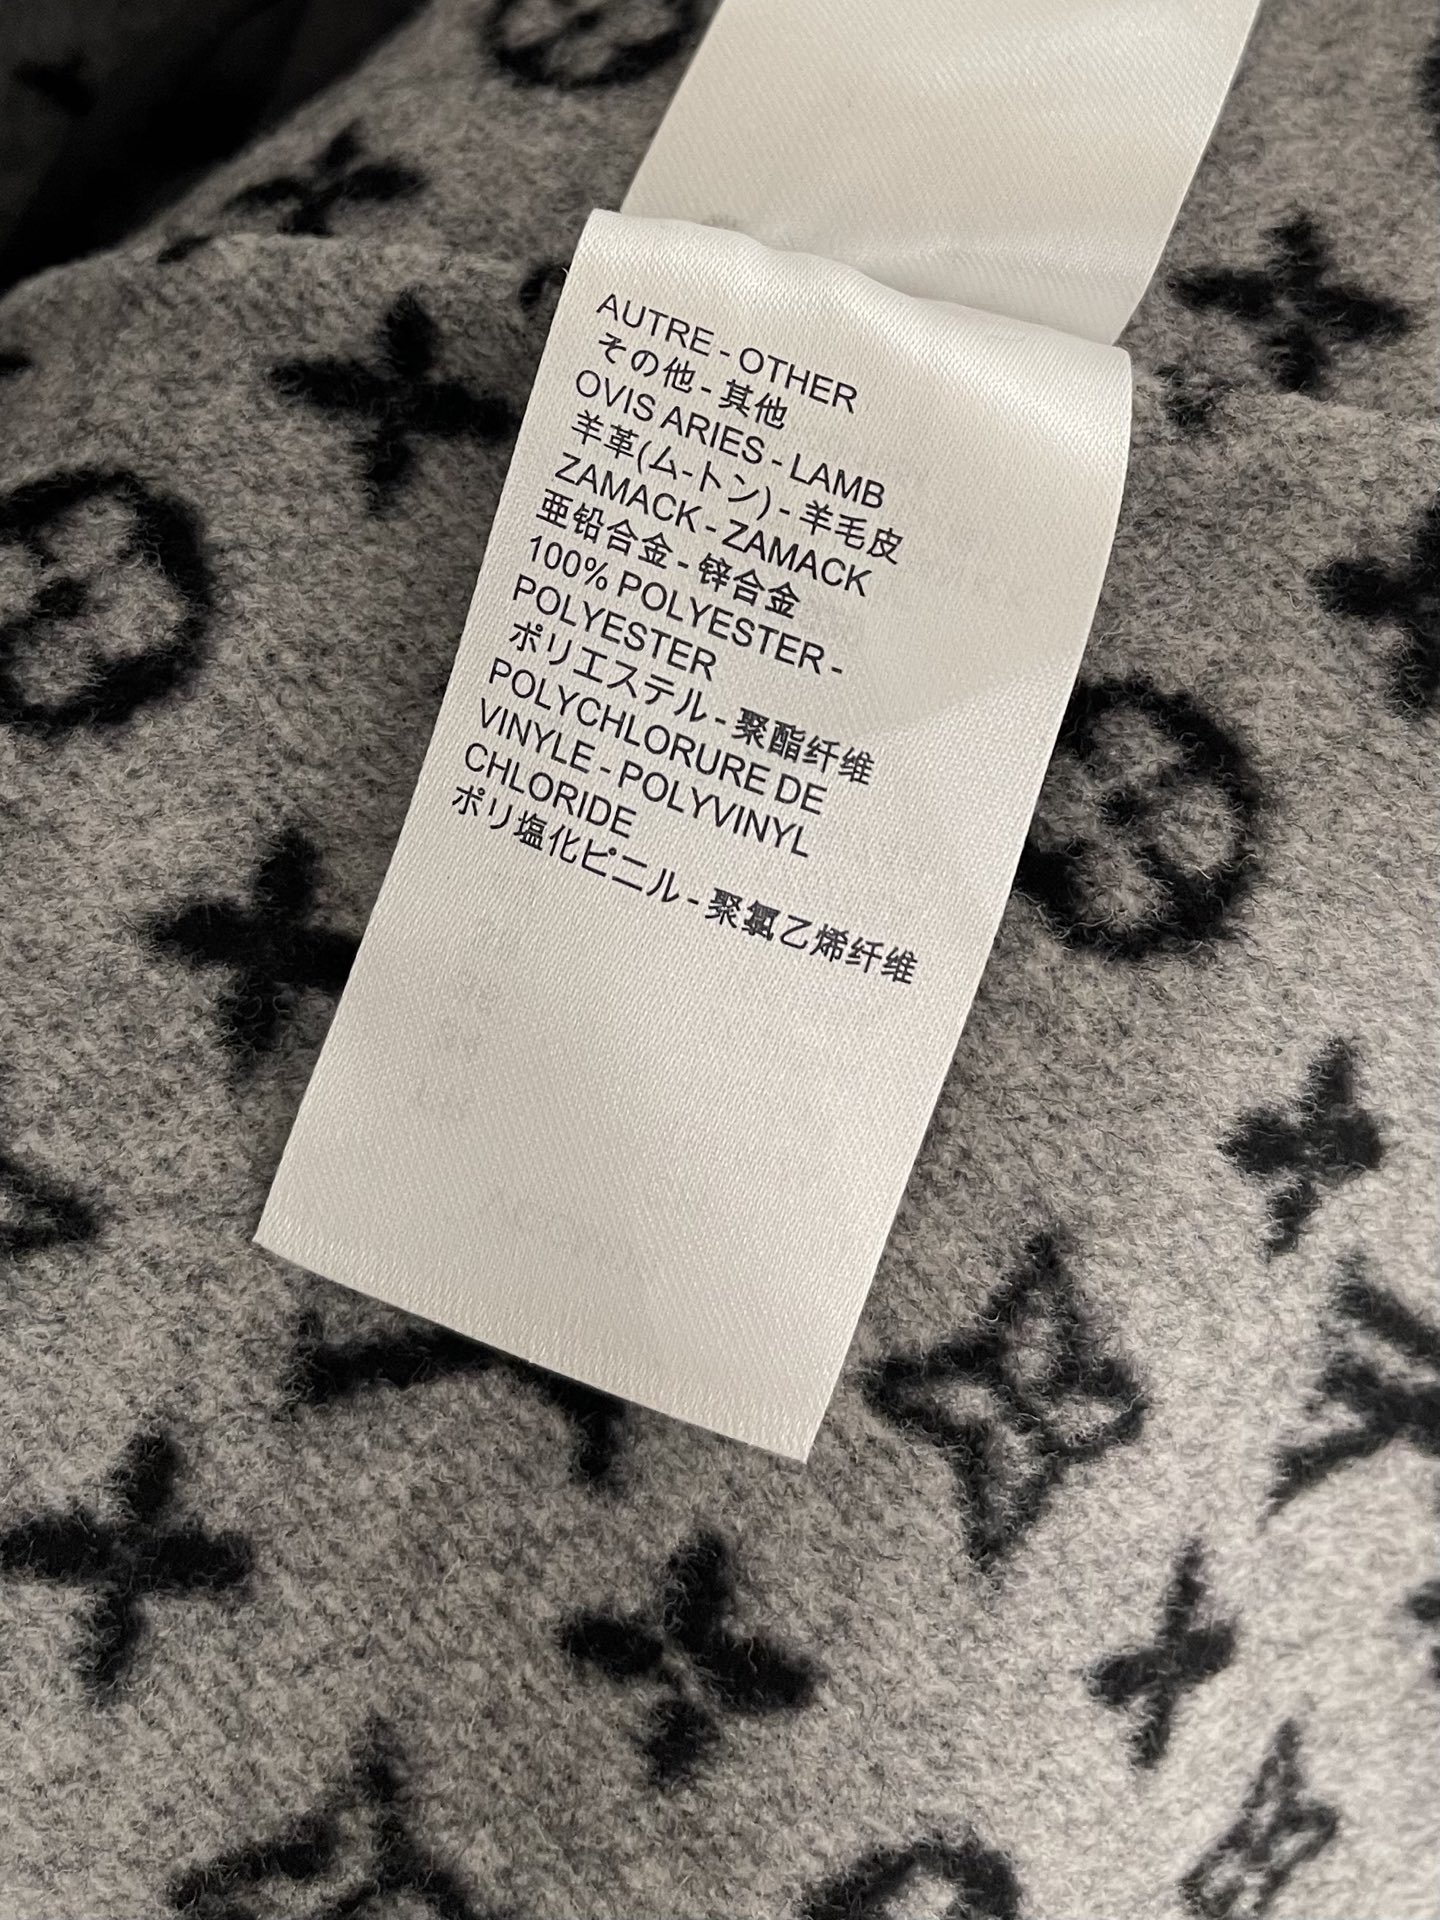 AUTRE - OTHER
その他 - 其他
OVIS ARIES - LAMB
羊革(ム-トン) - 羊毛皮
ZAMACK - ZAMACK
亜鉛合金 - 锌合金
100% POLYESTER -
POLYESTER
ポリエステル - 聚酯纤维
POLYCHLORURE DE
VINYLE - POLYVINYL
CHLORIDE
ポリ塩化ビニル - 聚氯乙烯纤维